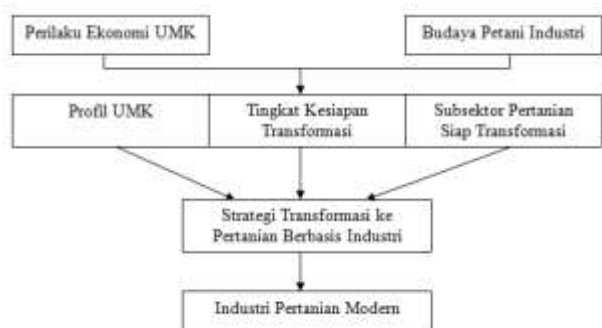 Perilaku Ekonomi UMK
Budaya Petani Industri
Profil UMK
Tingkat Kesiapan
Transformasi
Subsektor Pertanian
Siap Transformasi
Strategi Transformasi ke
Pertanian Berbasis Industri
Industri Pertanian Modern